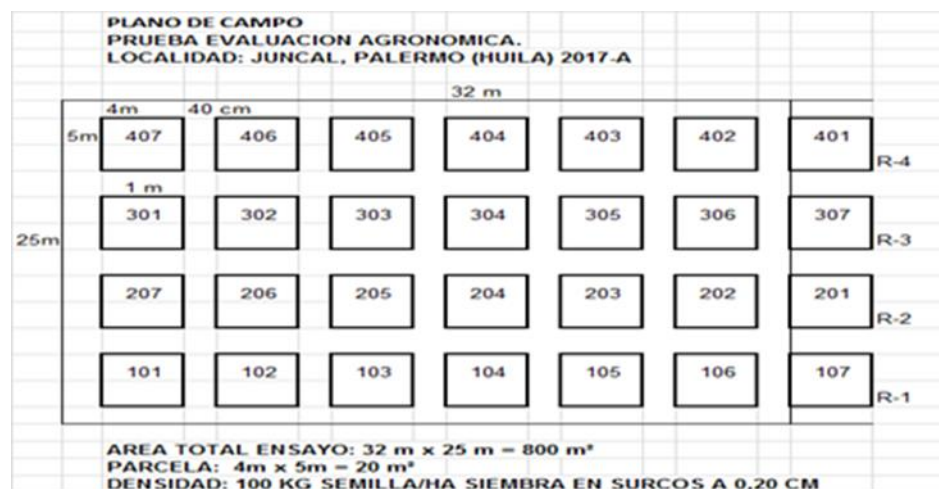 PLANO DE CAMPO
PRUEBA EVALUACION AGRONOMICA.
LOCALIDAD: JUNCAL, PALERMO (HUILA) 2017-A
32 m
4m 40 cm
5m 407 406 405 404 403 402 401
R-4
1 m
301 302 303 304 305 306 307
25m R-3
207 206 205 204 203 202 201
R-2
101 102 103 104 105 106 107
R-1
AREA TOTAL ENSAYO: 32 m x 25 m = 800 m²
PARCELA: 4m x 5m = 20 m²
DENSIDAD: 100 KG SEMILLA/HA SIEMBRA EN SURCOS A 0,20 CM